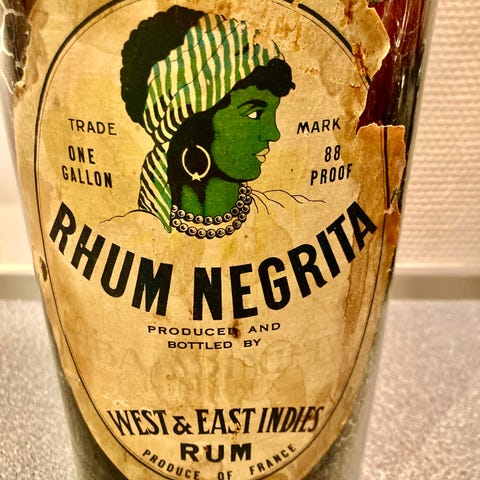 TRADE MARK
ONE GALLON
88 PROOF
RHUM NEGRITA
PRODUCED AND
BOTTLED BY
WEST & EAST INDIES
RUM
PRODUCE OF FRANCE